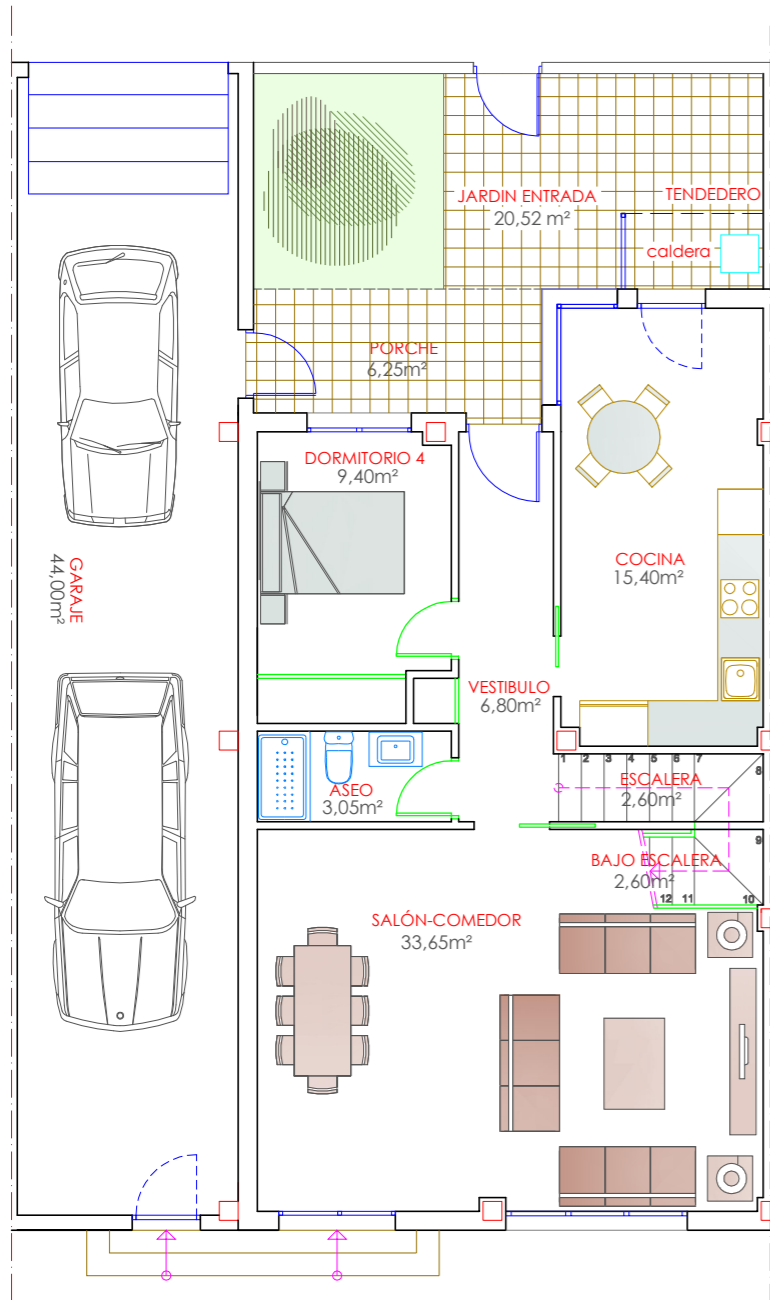 JARDIN ENTRADA
20,52 m²
TENDEDERO
caldera
PORCHE
6,25m²
DORMITORIO 4
9,40m²
COCINA
15,40m²
GARAJE
44,00m²
VESTIBULO
6,80m²
1 2 3 4 5 6 7 8
ESCALERA
2,60m²
ASEO
3,05m²
9
BAJO ESCALERA
2,60m²
12 11 10
SALÓN-COMEDOR
33,65m²